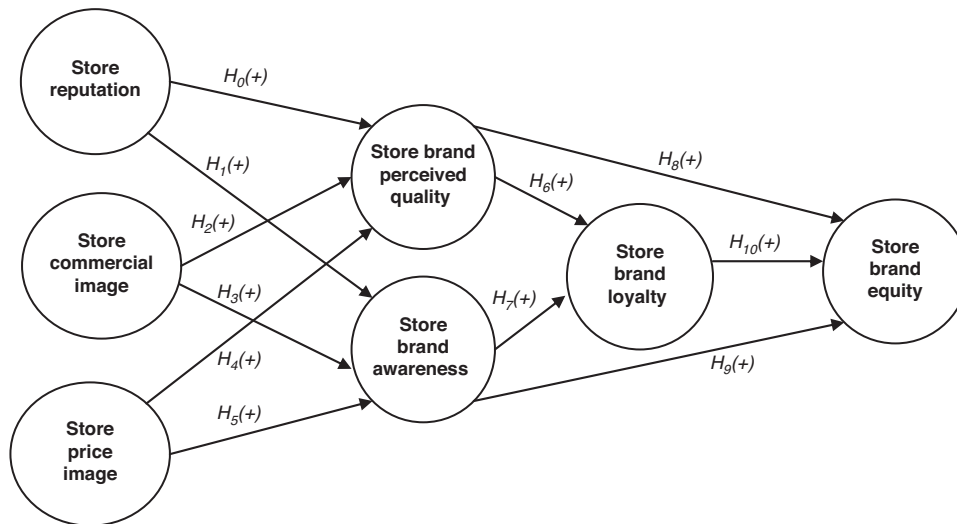 Store
reputation
H0(+)
H1(+)
Store
commercial
image
H2(+)
H3(+)
Store
price
image
H4(+)
H5(+)
Store brand
perceived
quality
Store
brand
awareness
H6(+)
H7(+)
Store
brand
loyalty
H8(+)
H10(+)
H9(+)
Store
brand
equity